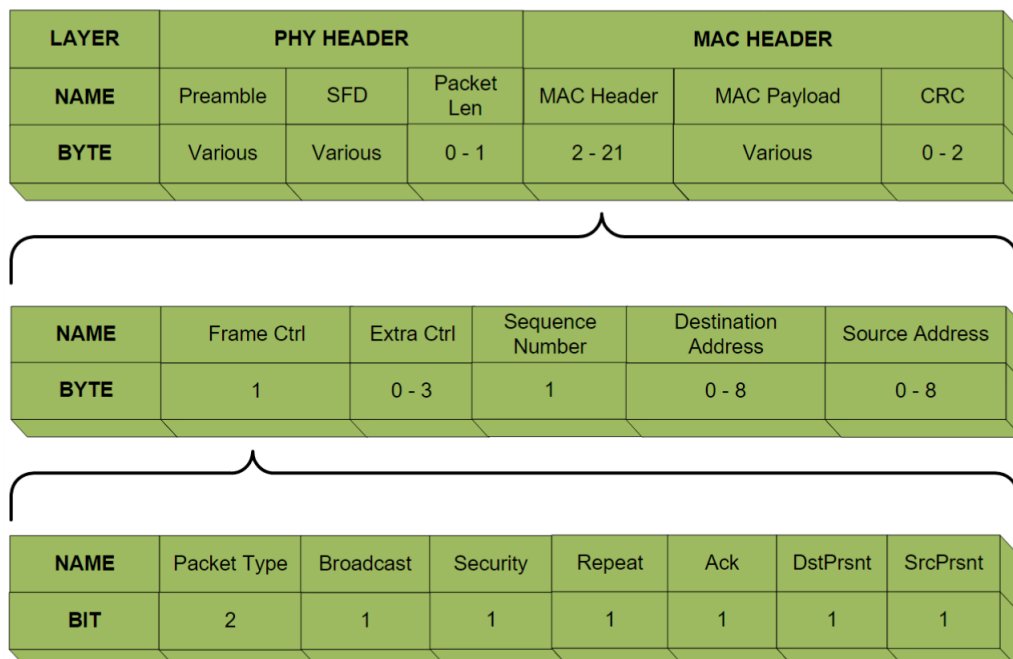 LAYER PHY HEADER MAC HEADER
NAME Preamble SFD Packet Len MAC Header MAC Payload CRC
BYTE Various Various 0 - 1 2 - 21 Various 0 - 2
NAME Frame Ctrl Extra Ctrl Sequence Number Destination Address Source Address
BYTE 1 0 - 3 1 0 - 8 0 - 8
NAME Packet Type Broadcast Security Repeat Ack DstPrsnt SrcPrsnt
BIT 2 1 1 1 1 1 1